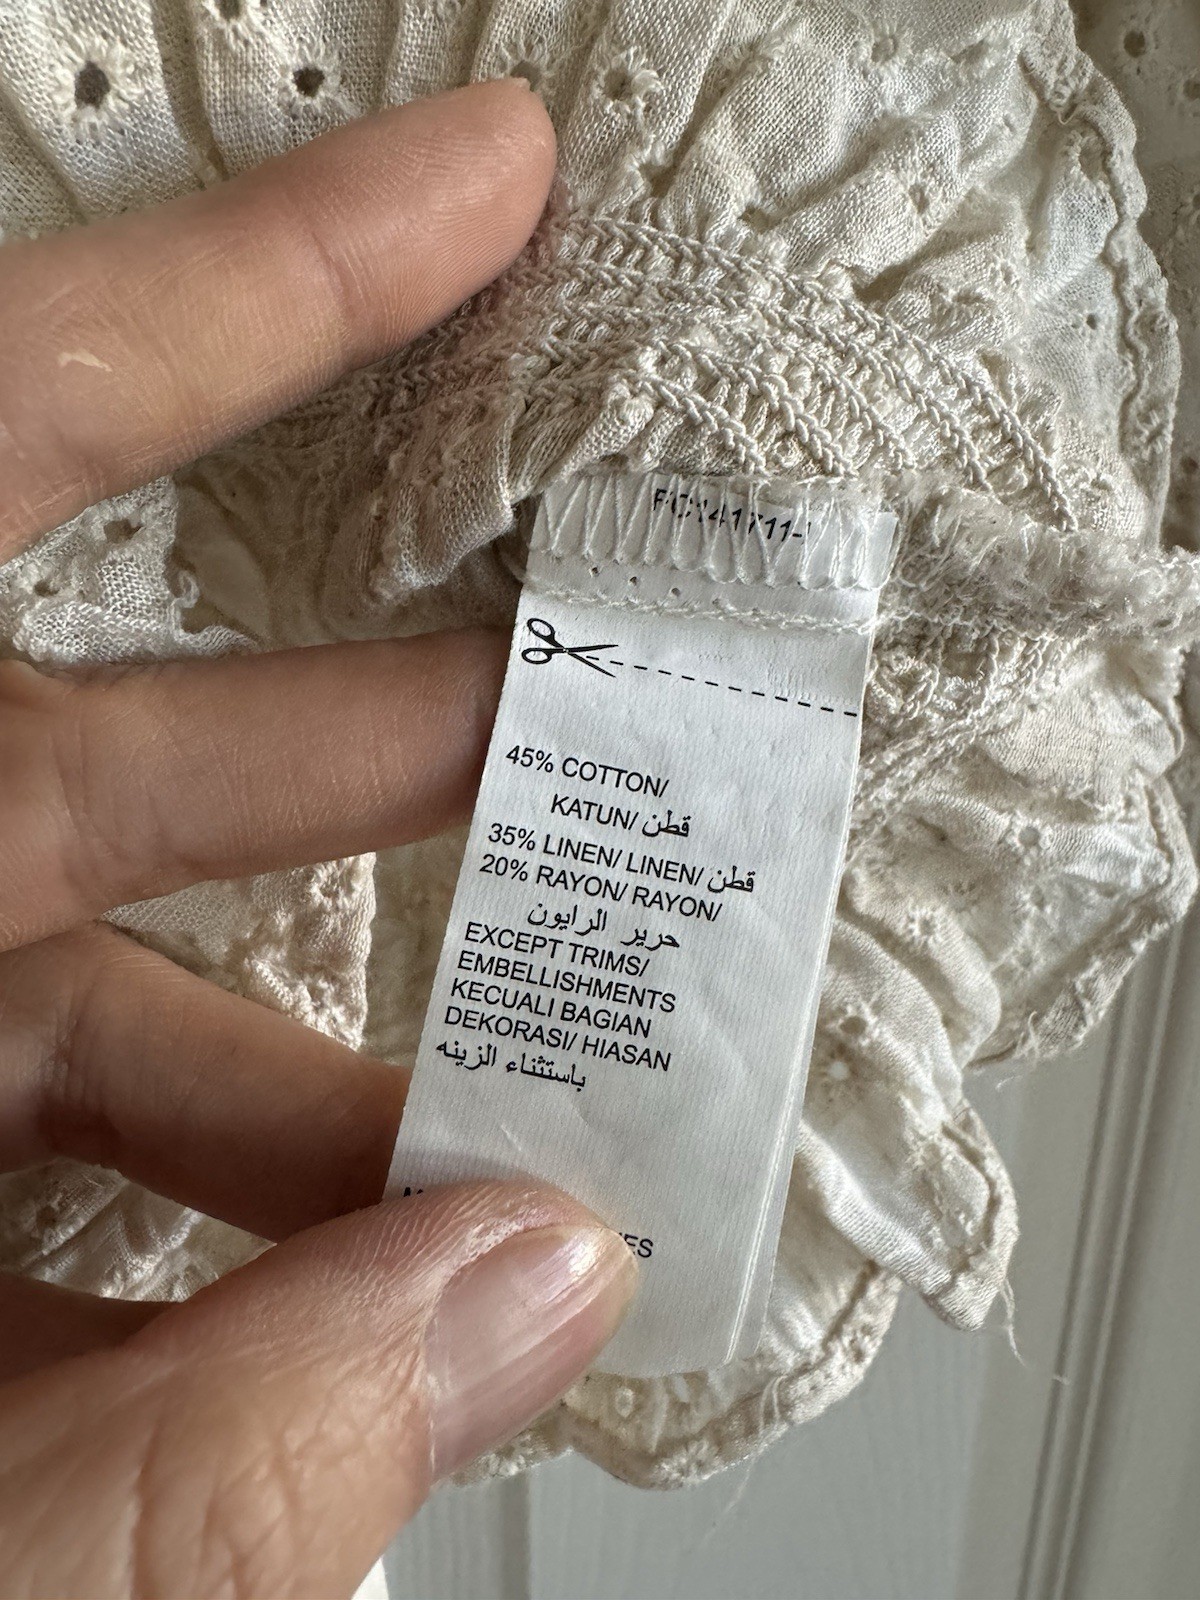 45% COTTON/
KATUN/ قطن
35% LINEN/ LINEN/ قطن
20% RAYON/ RAYON/
حرير الرايون
EXCEPT TRIMS/
EMBELLISHMENTS
KECUALI BAGIAN
DEKORASI/ HIASAN
باستثناء الزينه